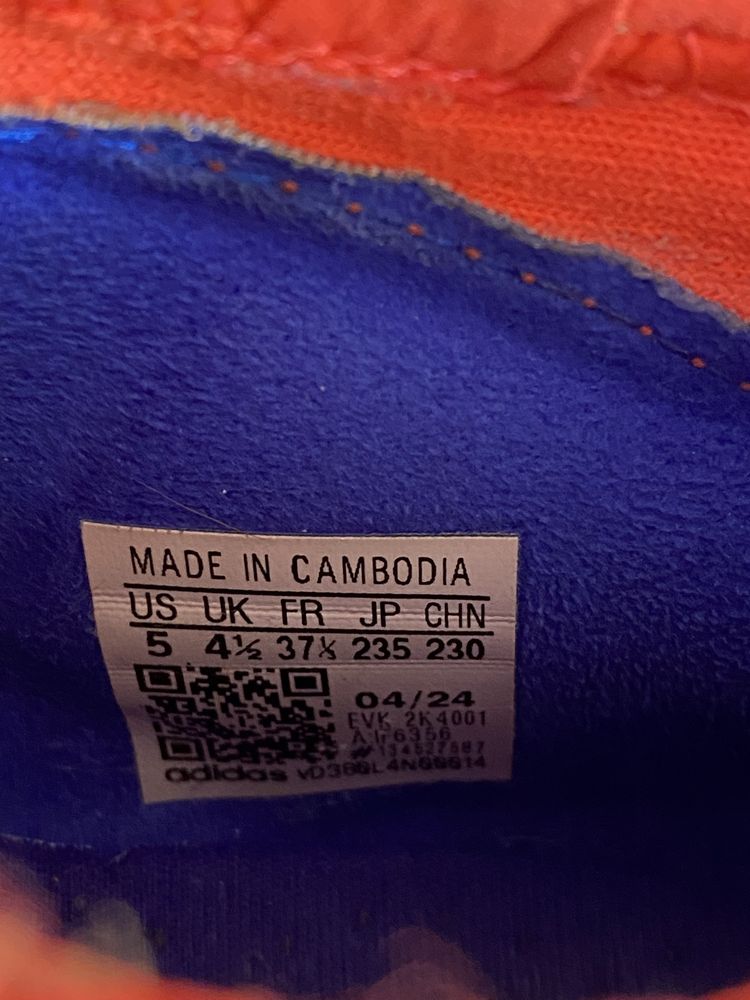 MADE IN CAMBODIA
US UK FR JP CHN
5 4½ 37⅓ 235 230
04/24
EVK 2K4001
adidas